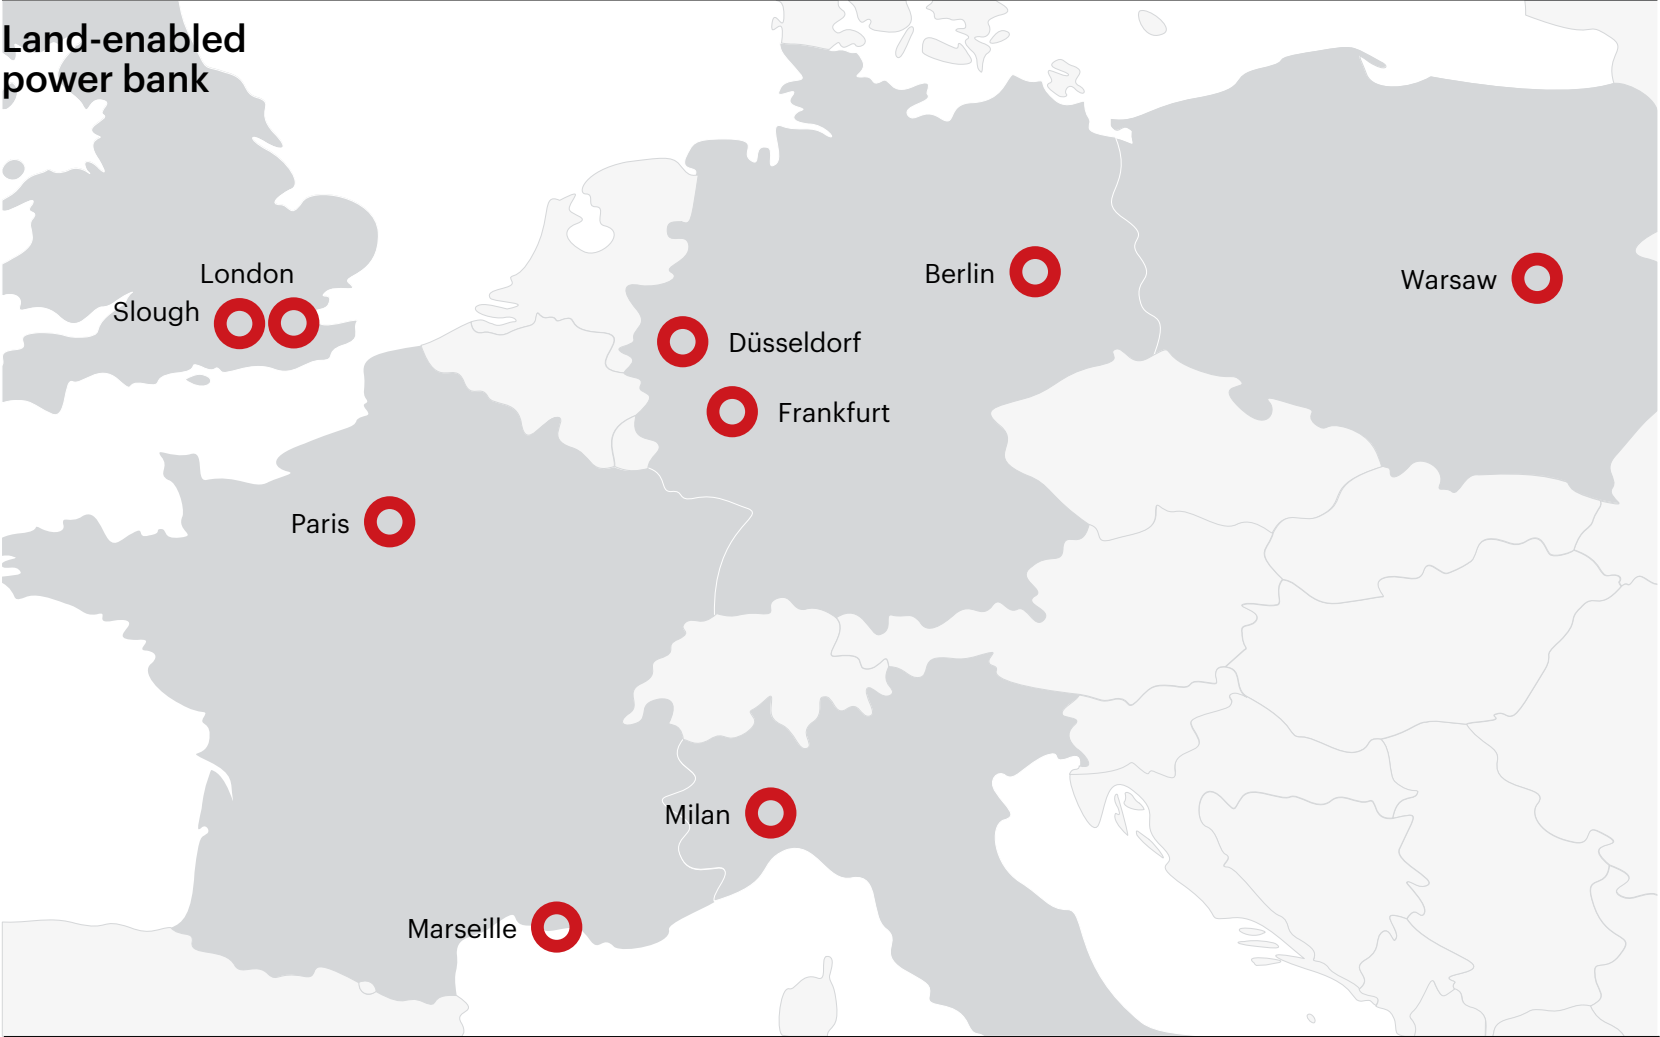 Land-enabled
power bank
London
Slough
Berlin
Warsaw
Düsseldorf
Frankfurt
Paris
Milan
Marseille